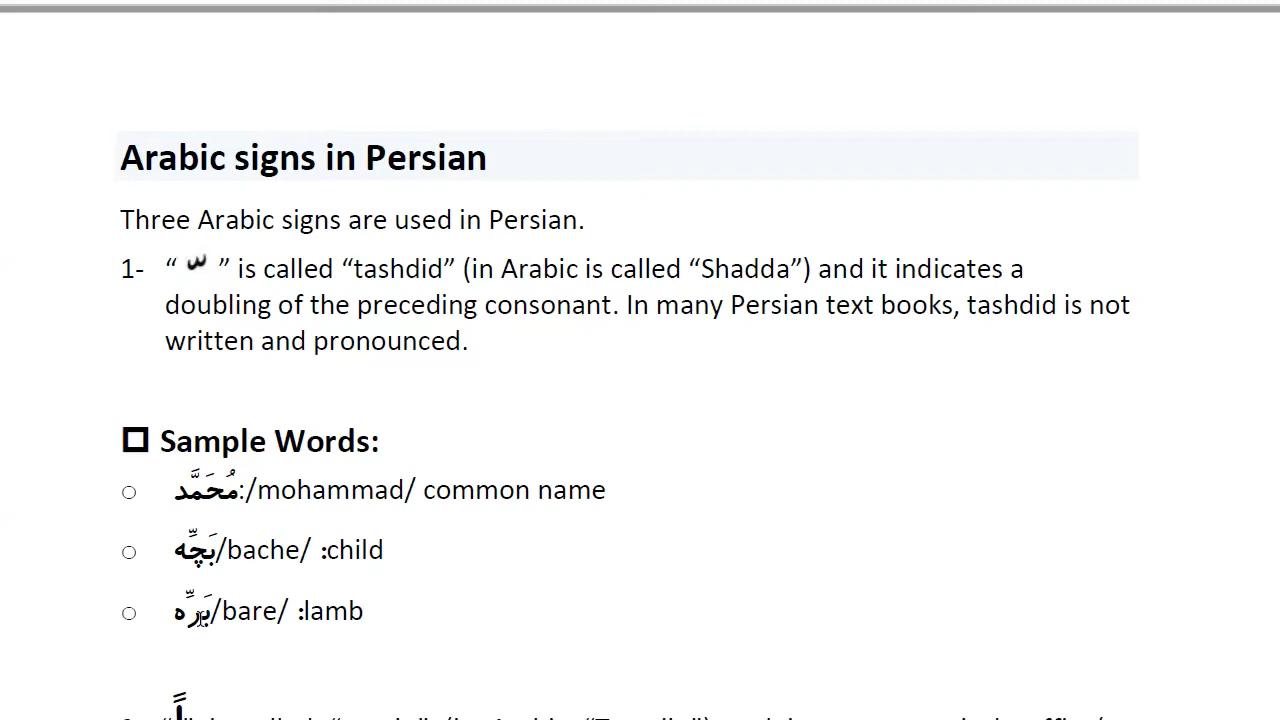 Arabic signs in Persian
Three Arabic signs are used in Persian.
1- “ ّ ” is called “tashdid” (in Arabic is called “Shadda”) and it indicates a
doubling of the preceding consonant. In many Persian text books, tashdid is not
written and pronounced.
Sample Words:
مُحَمَّد:/mohammad/ common name
بَچِّه/bache/ :child
بَرِّه/bare/ :lamb